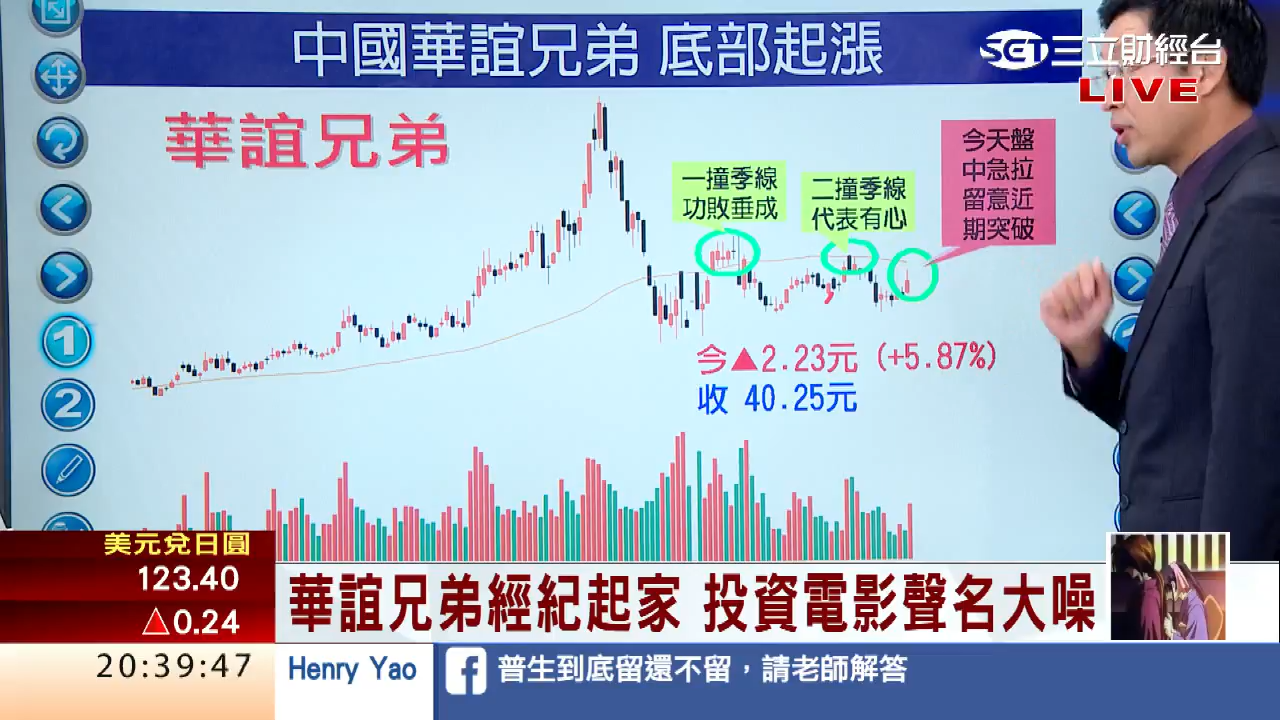 中國華誼兄弟 底部起漲
SET三立財經台
LIVE
華誼兄弟
一撞季線
功敗垂成
二撞季線
代表有心
今天盤
中急拉
留意近
期突破
今▲2.23元 (+5.87%)
收 40.25元
1
2
1
美元兌日圓
123.40
△0.24
華誼兄弟經紀起家 投資電影聲名大噪
20:39:47
Henry Yao
f 普生到底留還不留，請老師解答